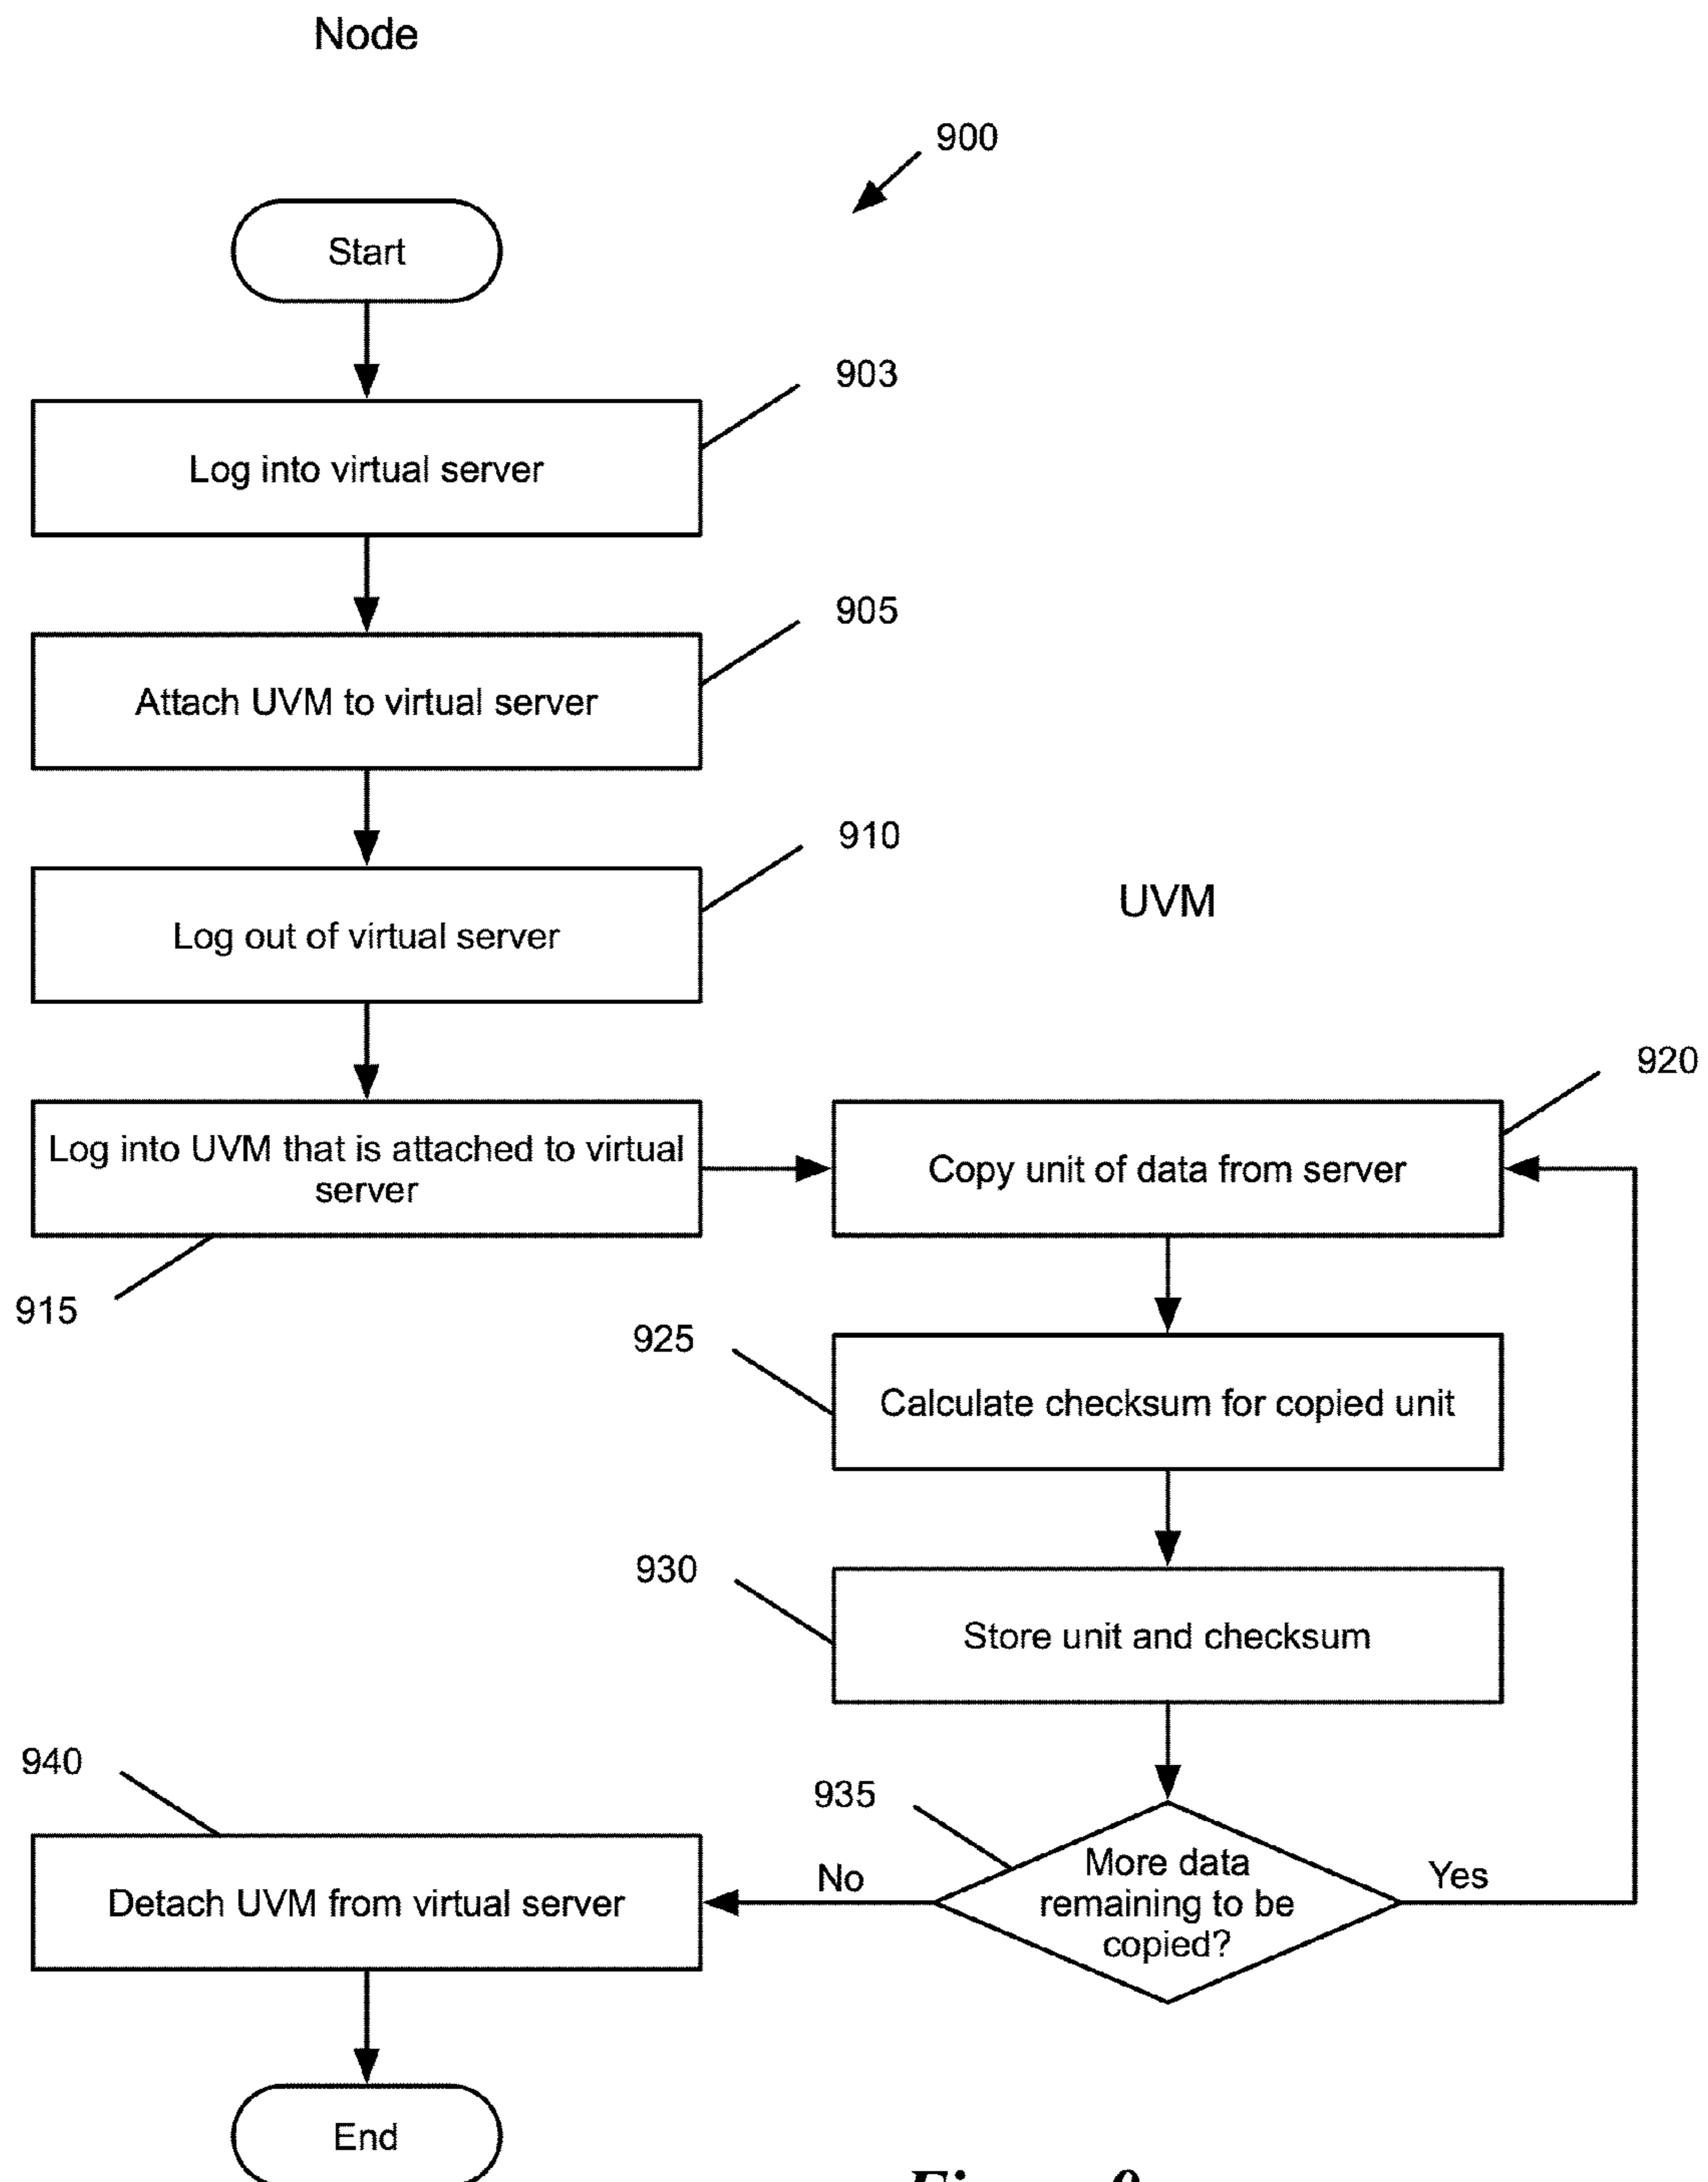 Node
900
Start
903
Log into virtual server
905
Attach UVM to virtual server
910
Log out of virtual server
UVM
920
Log into UVM that is attached to virtual
server
Copy unit of data from server
915
925
Calculate checksum for copied unit
930
Store unit and checksum
940
935
More data
remaining to be
copied?
No
Yes
Detach UVM from virtual server
End